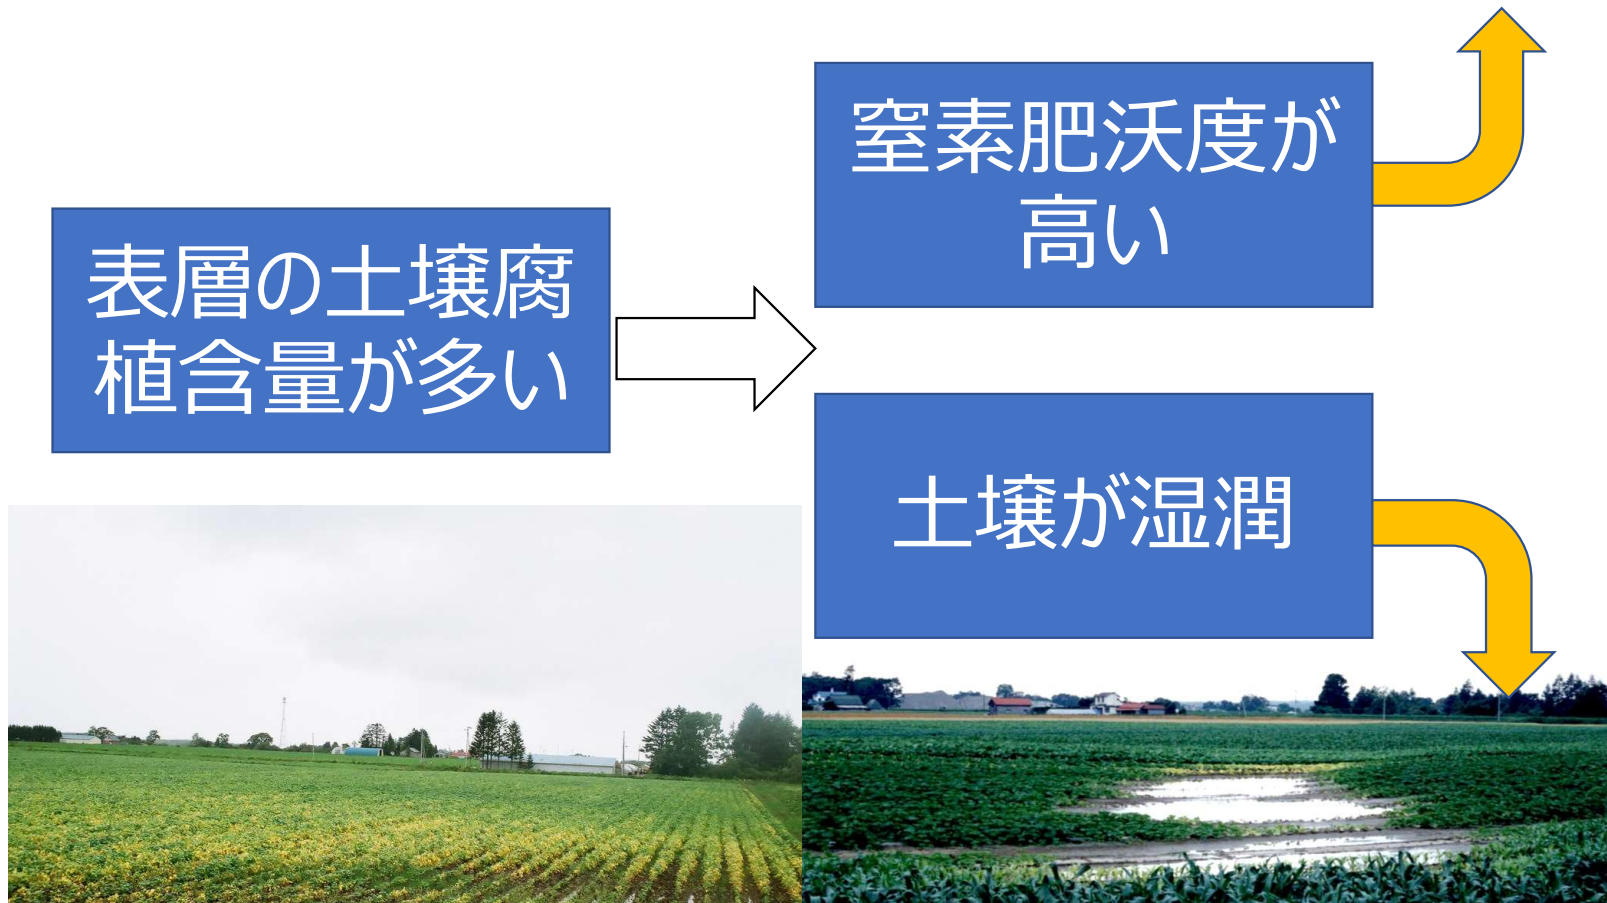 表層の土壌腐
植含量が多い
窒素肥沃度が
高い
土壌が湿潤